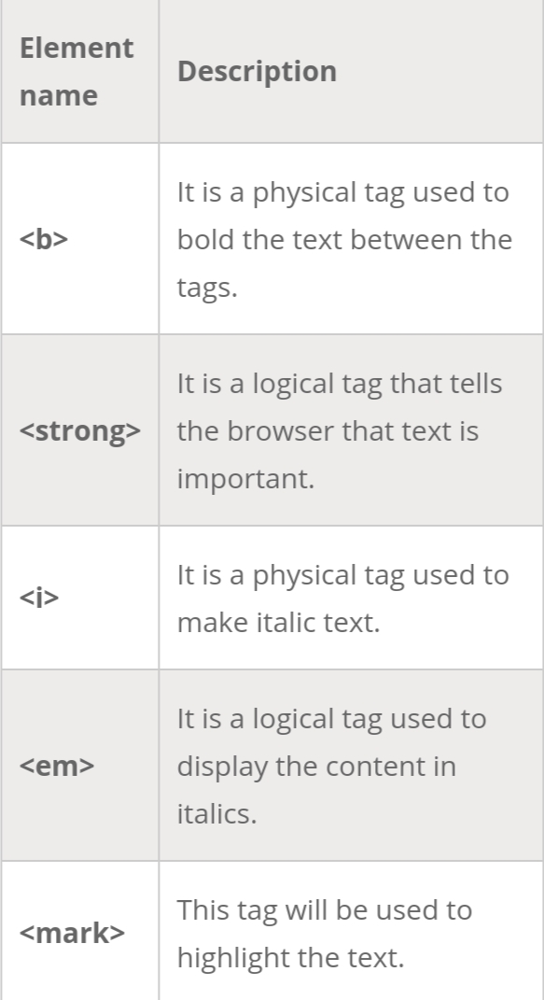 Element
name
Description
<b>
It is a physical tag used to
bold the text between the
tags.
<strong>
It is a logical tag that tells
the browser that text is
important.
<i>
It is a physical tag used to
make italic text.
<em>
It is a logical tag used to
display the content in
italics.
<mark>
This tag will be used to
highlight the text.